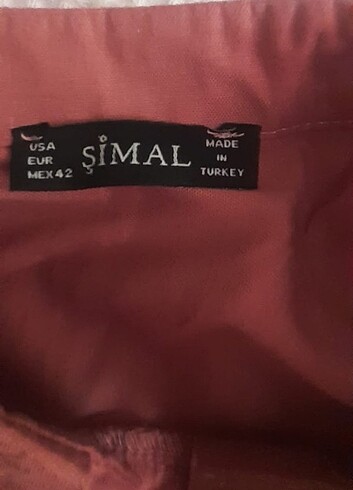 USA
EUR
MEX 42
ŞİMAL
MADE
IN
TURKEY